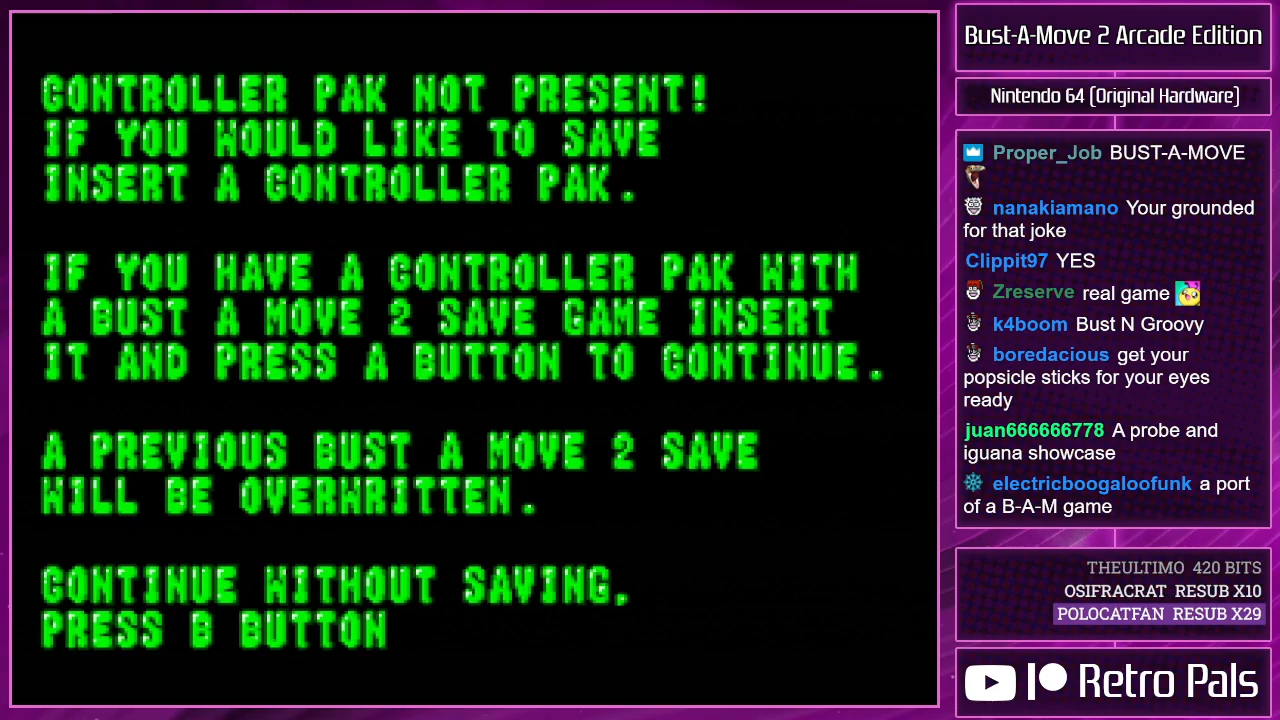 CONTROLLER PAK NOT PRESENT!
IF YOU WOULD LIKE TO SAVE
INSERT A CONTROLLER PAK.
IF YOU HAVE A CONTROLLER PAK WITH
A BUST A MOVE 2 SAVE GAME INSERT
IT AND PRESS A BUTTON TO CONTINUE.
A PREVIOUS BUST A MOVE 2 SAVE
WILL BE OVERWRITTEN.
CONTINUE WITHOUT SAVING,
PRESS B BUTTON
Bust-A-Move 2 Arcade Edition
Nintendo 64 (Original Hardware)
Proper_Job BUST-A-MOVE
nanakiamano Your grounded
for that joke
Clippit97 YES
Zreserve real game
k4boom Bust N Groovy
boredacious get your
popsicle sticks for your eyes
ready
juan666666778 A probe and
iguana showcase
electricboogaloofunk a port
of a B-A-M game
THEULTIMO 420 BITS
OSIFRACRAT RESUB X10
POLOCATFAN RESUB X29
Retro Pals